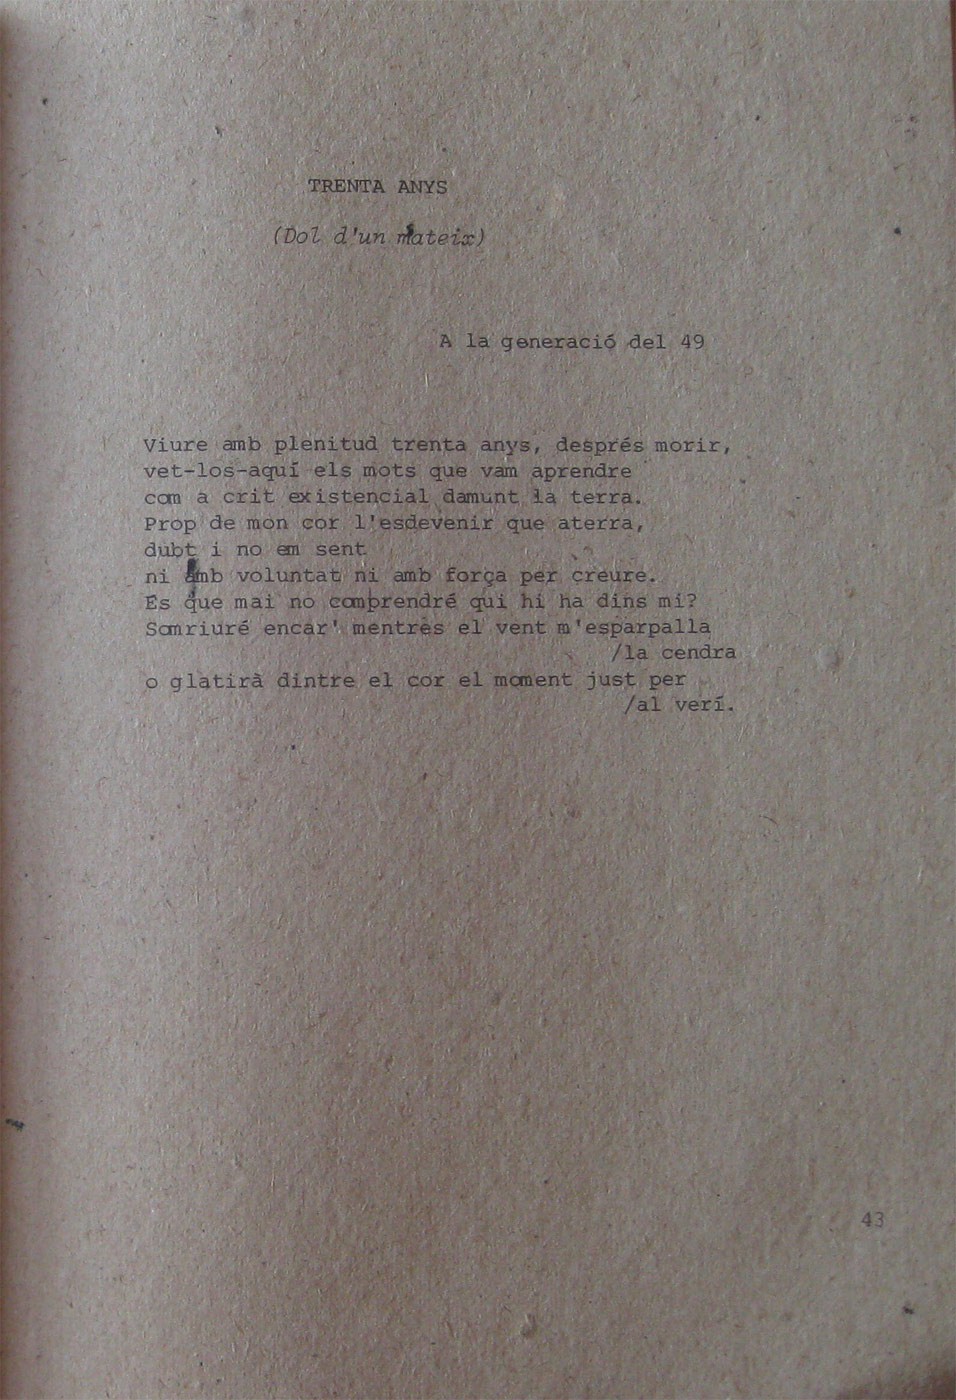 TRENTA ANYS
(Dol d'un mateix)
A la generació del 49
Viure amb plenitud trenta anys, després morir,
vet-los-aquí els mots que vam aprendre
com a crit existencial damunt la terra.
Prop de mon cor l'esdevenir que aterra,
dubt i no em sent
ni amb voluntat ni amb força per creure.
Es que mai no comprendré qui hi ha dins mi?
Somriuré encar' mentres el vent m'esparpalla
/la cendra
o glatirà dintre el cor el moment just per
/al verí.
43